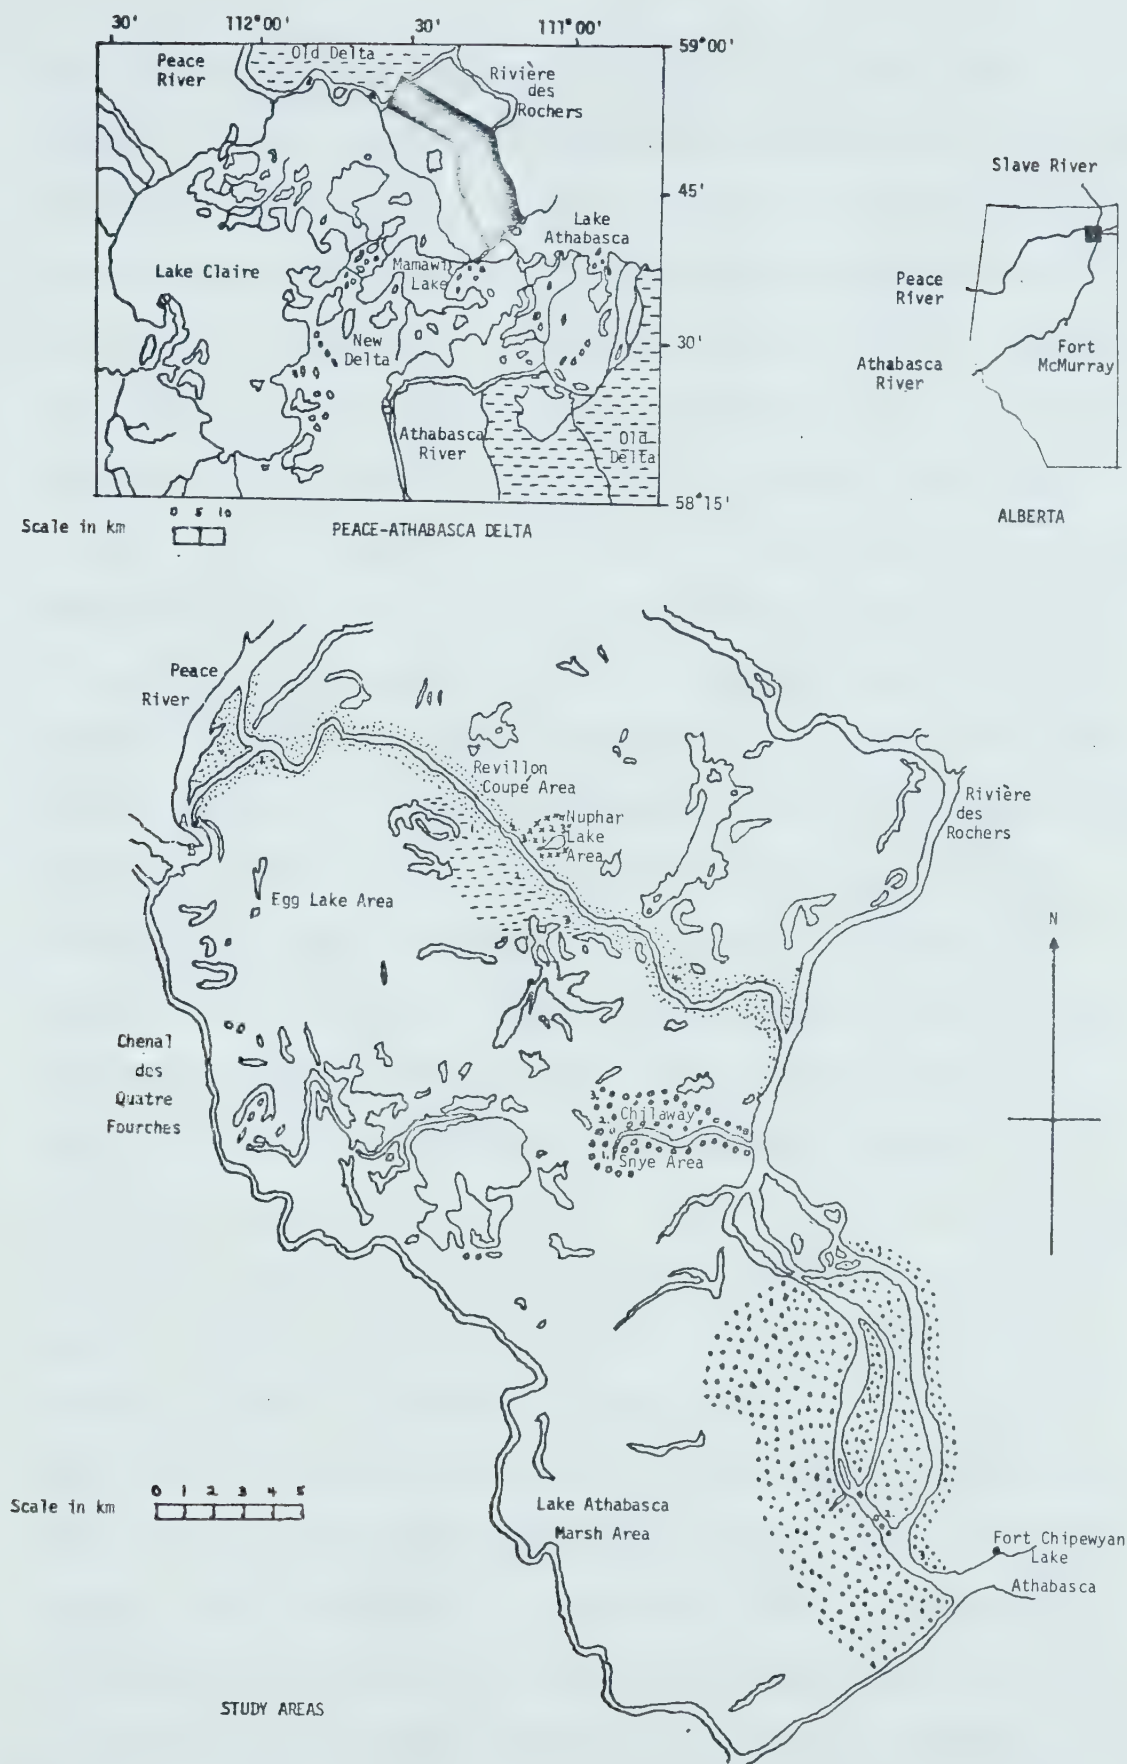 30'
112°00'
30'
111°00'
59°00'
Old Delta
Peace
River
Rivière
des
Rochers
45'
Lake
Athabasca
Lake Claire
Mamawi
Lake
New
Delta
30'
Athabasca
River
Old
Delta
58°15'
Scale in km
0 5 10
PEACE-ATHABASCA DELTA
Slave River
Peace
River
Athabasca
River
Fort
McMurray
ALBERTA
Peace
River
Revillon
Coupé Area
Nuphar
Lake
Area
Rivière
des
Rochers
A
B
Egg Lake Area
N
Chenal
des
Quatre
Fourches
Chilaway
Snye Area
Scale in km
0 1 2 3 4 5
Lake Athabasca
Marsh Area
Fort Chipewyan
Lake
Athabasca
STUDY AREAS